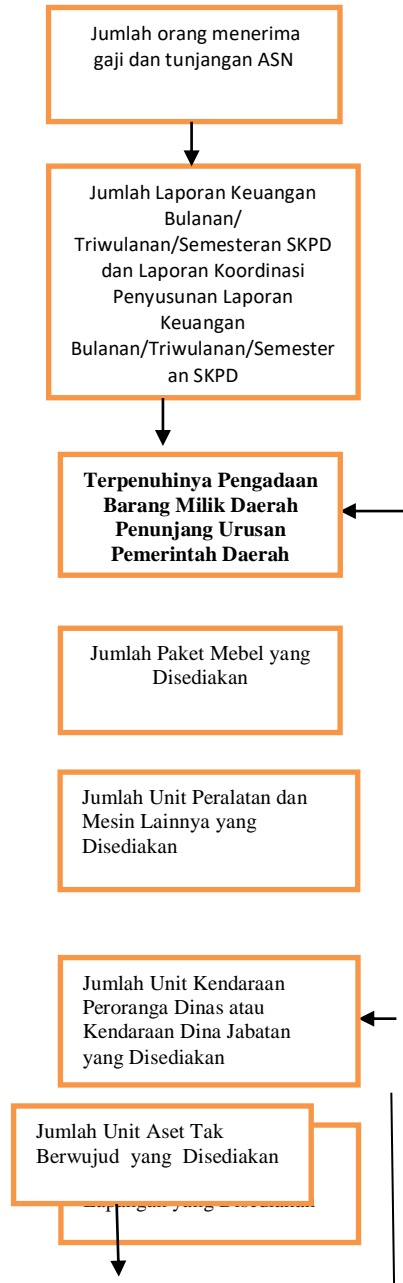 Jumlah orang menerima
gaji dan tunjangan ASN
Jumlah Laporan Keuangan
Bulanan/
Triwulanan/Semesteran SKPD
dan Laporan Koordinasi
Penyusunan Laporan
Keuangan
Bulanan/Triwulanan/Semester
an SKPD
Terpenuhinya Pengadaan
Barang Milik Daerah
Penunjang Urusan
Pemerintah Daerah
Jumlah Paket Mebel yang
Disediakan
Jumlah Unit Peralatan dan
Mesin Lainnya yang
Disediakan
Jumlah Unit Kendaraan
Peroranga Dinas atau
Kendaraan Dina Jabatan
yang Disediakan
Jumlah Unit Aset Tak
Berwujud yang Disediakan